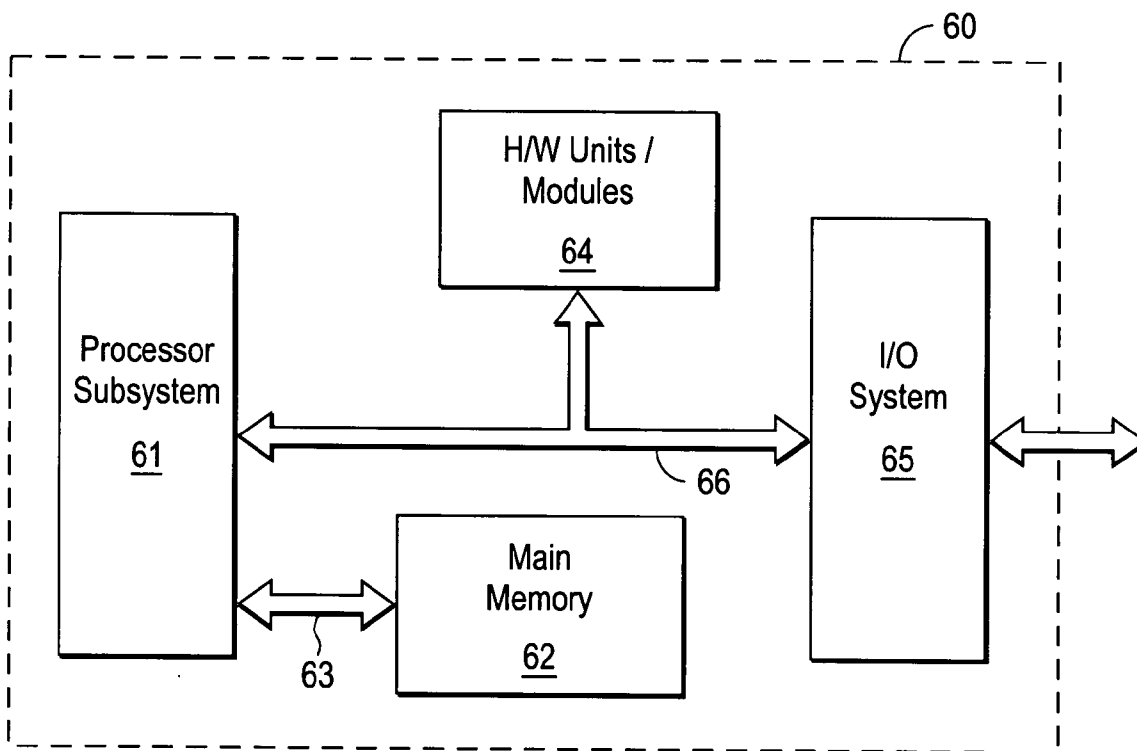 60
H/W Units /
Modules
64
Processor
Subsystem
61
I/O
System
65
66
Main
Memory
62
63